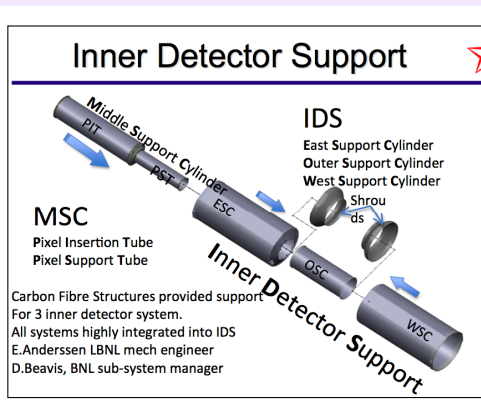 Inner Detector Support
PIT
Middle Support Cylinder
PST
IDS
East Support Cylinder
Outer Support Cylinder
West Support Cylinder
Shrou
ds
ESC
MSC
Pixel Insertion Tube
Pixel Support Tube
OSC
Inner Detector Support
WSC
Carbon Fibre Structures provided support
For 3 inner detector system.
All systems highly integrated into IDS
E.Anderssen LBNL mech engineer
D.Beavis, BNL sub-system manager